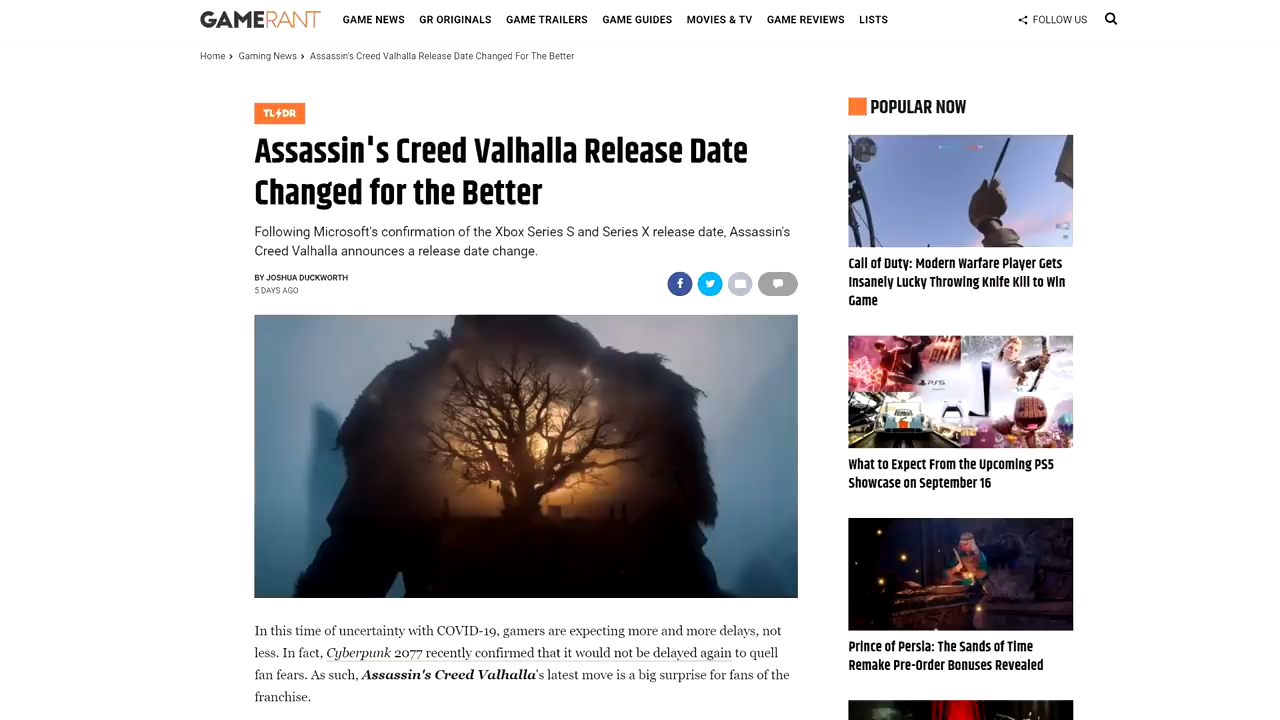 GAMERANT
GAME NEWS GR ORIGINALS GAME TRAILERS GAME GUIDES MOVIES & TV GAME REVIEWS LISTS
FOLLOW US
Home > Gaming News > Assassin's Creed Valhalla Release Date Changed For The Better
TL DR
Assassin's Creed Valhalla Release Date
Changed for the Better
Following Microsoft's confirmation of the Xbox Series S and Series X release date, Assassin's
Creed Valhalla announces a release date change.
BY JOSHUA DUCKWORTH
5 DAYS AGO
In this time of uncertainty with COVID-19, gamers are expecting more and more delays, not
less. In fact, Cyberpunk 2077 recently confirmed that it would not be delayed again to quell
fan fears. As such, Assassin's Creed Valhalla's latest move is a big surprise for fans of the
franchise.
POPULAR NOW
Call of Duty: Modern Warfare Player Gets
Insanely Lucky Throwing Knife Kill to Win
Game
PS5
What to Expect From the Upcoming PS5
Showcase on September 16
Prince of Persia: The Sands of Time
Remake Pre-Order Bonuses Revealed